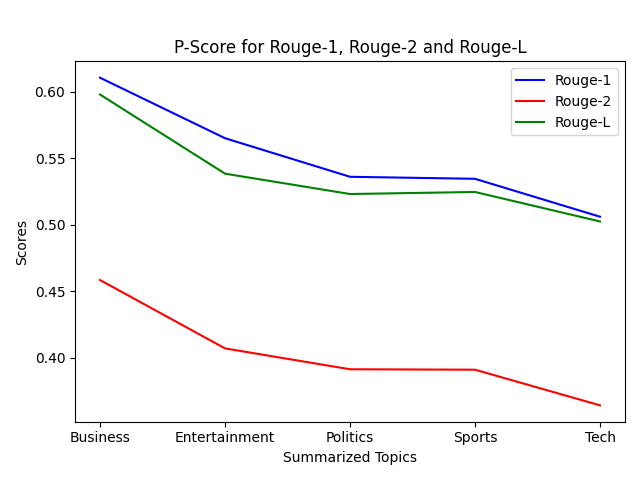 P-Score for Rouge-1, Rouge-2 and Rouge-L
Rouge-1
Rouge-2
Rouge-L
0.60
0.55
0.50
0.45
0.40
Scores
Business Entertainment Politics Sports Tech
Summarized Topics